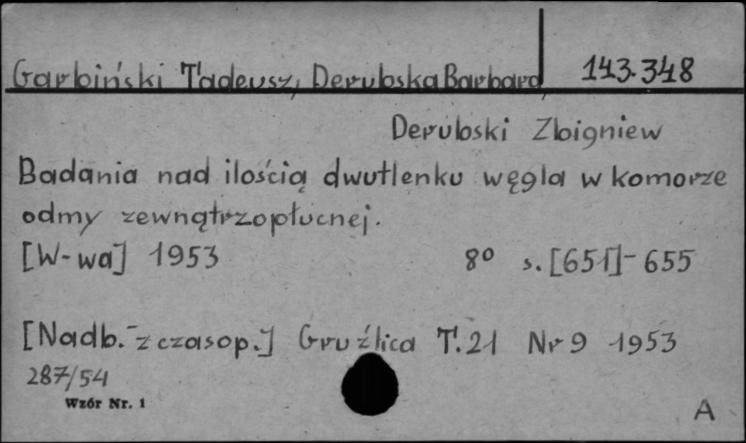 Garbiński Tadeusz, Derubska Barbara 143.348
Derubski Zbigniew
Badania nad ilością dwutlenku węgla w komorze
odmy zewnątrzopłucnej.
[W-wa] 1953 8° s. [651]-655
[Nadb. z czasop.] Gruźlica T.21 Nr 9 1953
287/54
Wzór Nr. 1
A